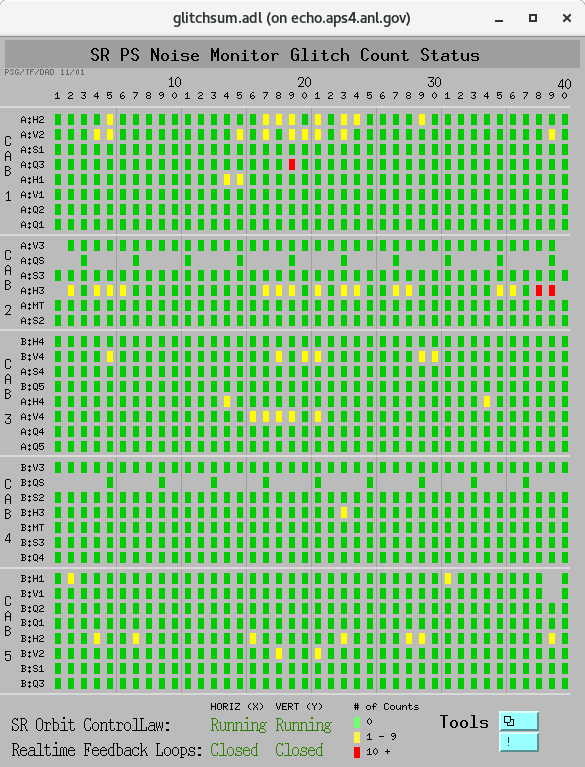 glitchsum.adl (on echo.aps4.anl.gov)
SR PS Noise Monitor Glitch Count Status
PSG/TF/DAD 11/01
10 20 30 40
1 2 3 4 5 6 7 8 9 0 1 2 3 4 5 6 7 8 9 0 1 2 3 4 5 6 7 8 9 0 1 2 3 4 5 6 7 8 9 0
CAB 1
A:H2
A:V2
A:S1
A:Q3
A:H1
A:V1
A:Q2
A:Q1
CAB 2
A:V3
A:QS
A:S3
A:H3
A:MT
A:S2
CAB 3
B:H4
B:V4
A:S4
B:Q5
A:H4
A:V4
A:Q4
A:Q5
CAB 4
B:V3
B:QS
B:S2
B:H3
B:MT
B:S3
B:Q4
CAB 5
B:H1
B:V1
B:Q2
B:Q1
B:H2
B:V2
B:S1
B:Q3
HORIZ (X) VERT (Y) # of Counts
SR Orbit ControlLaw: Running Running
Realtime Feedback Loops: Closed Closed
0
1 - 9
10 +
Tools
!